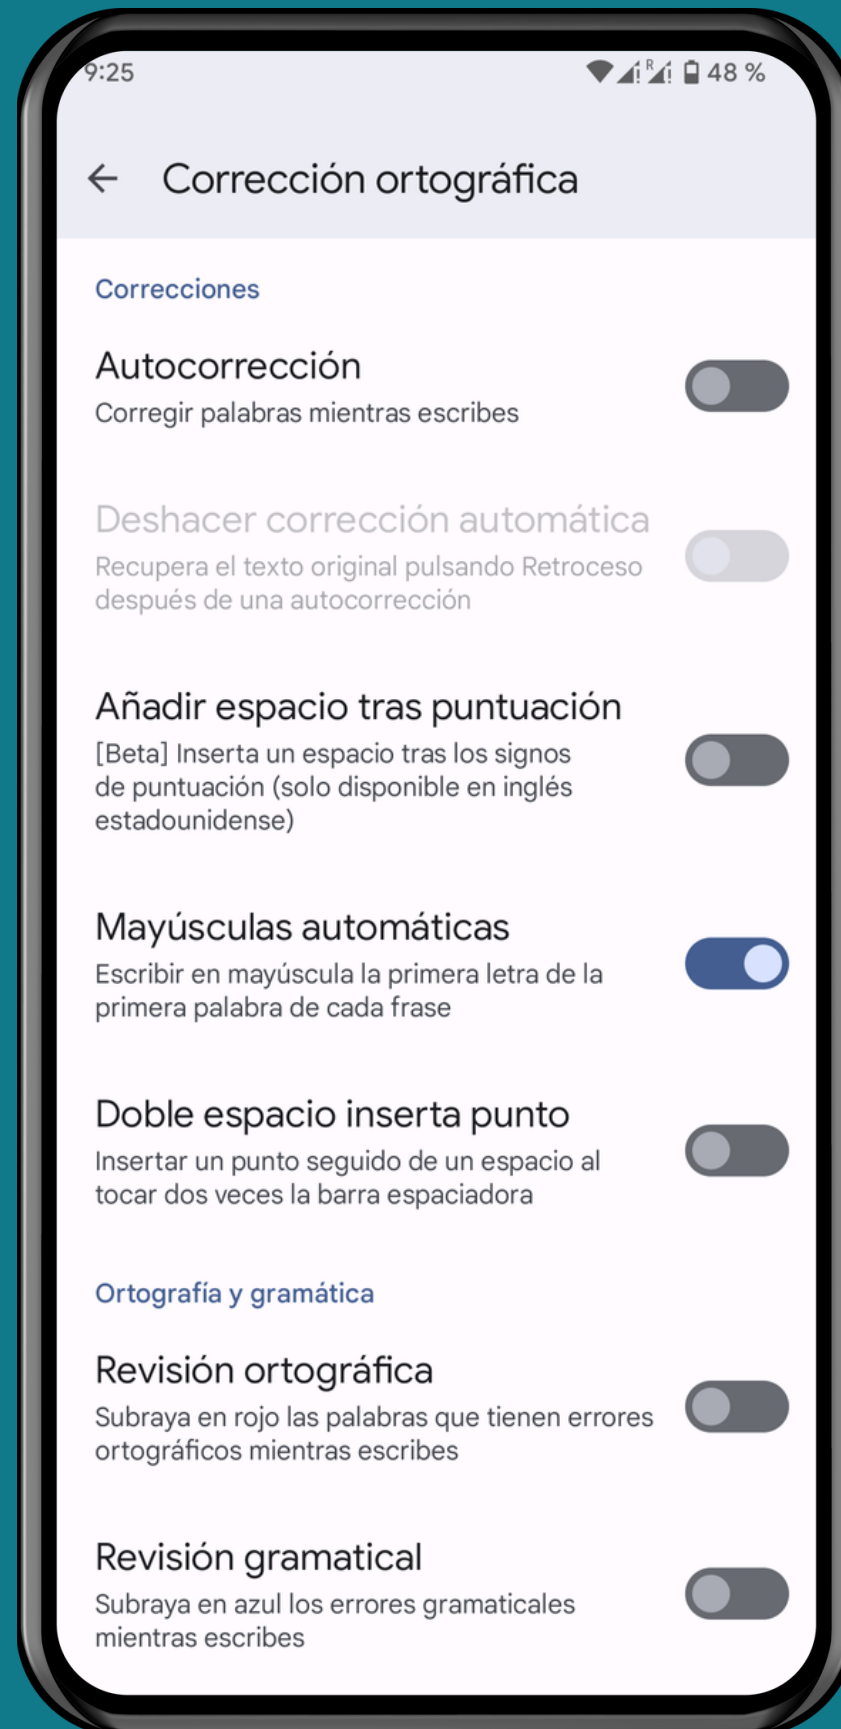 9:25
R
48 %
Corrección ortográfica
Correcciones
Autocorrección
Corregir palabras mientras escribes
Deshacer corrección automática
Recupera el texto original pulsando Retroceso
después de una autocorrección
Añadir espacio tras puntuación
[Beta] Inserta un espacio tras los signos
de puntuación (solo disponible en inglés
estadounidense)
Mayúsculas automáticas
Escribir en mayúscula la primera letra de la
primera palabra de cada frase
Doble espacio inserta punto
Insertar un punto seguido de un espacio al
tocar dos veces la barra espaciadora
Ortografía y gramática
Revisión ortográfica
Subraya en rojo las palabras que tienen errores
ortográficos mientras escribes
Revisión gramatical
Subraya en azul los errores gramaticales
mientras escribes